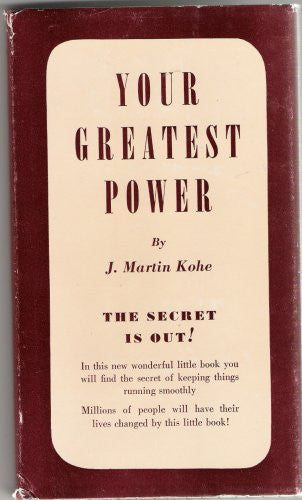 YOUR
GREATEST
POWER
By
J. Martin Kohe
THE SECRET
IS OUT!
In this new wonderful little book you
will find the secret of keeping things
running smoothly
Millions of people will have their
lives changed by this little book!